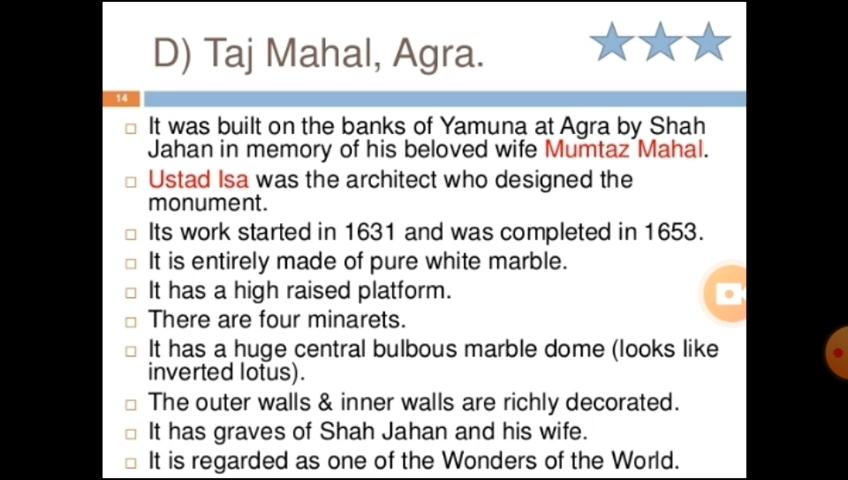 D) Taj Mahal, Agra.
14
It was built on the banks of Yamuna at Agra by Shah
Jahan in memory of his beloved wife Mumtaz Mahal.
Ustad Isa was the architect who designed the
monument.
Its work started in 1631 and was completed in 1653.
It is entirely made of pure white marble.
It has a high raised platform.
There are four minarets.
It has a huge central bulbous marble dome (looks like
inverted lotus).
The outer walls & inner walls are richly decorated.
It has graves of Shah Jahan and his wife.
It is regarded as one of the Wonders of the World.